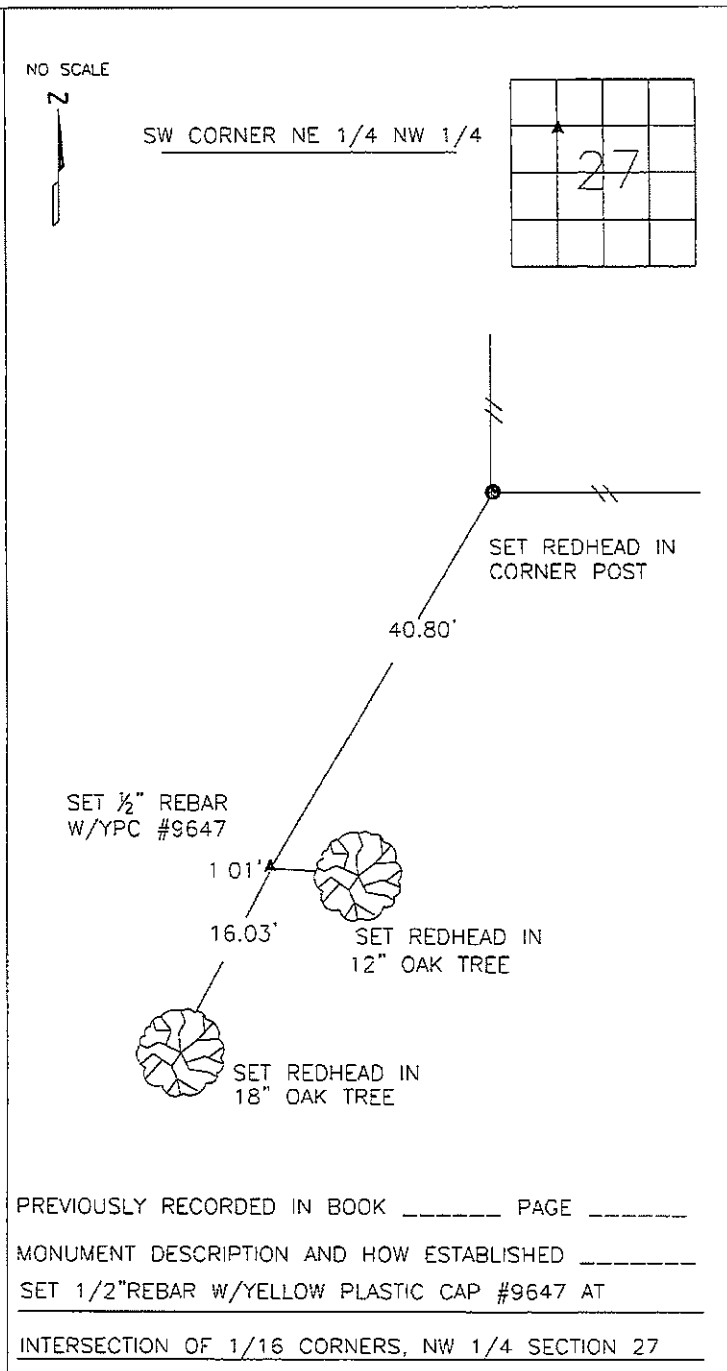 NO SCALE
N
SW CORNER NE 1/4 NW 1/4
27
SET REDHEAD IN
CORNER POST
40.80'
SET ½" REBAR
W/YPC #9647
1 01'
16.03'
SET REDHEAD IN
12" OAK TREE
SET REDHEAD IN
18" OAK TREE
PREVIOUSLY RECORDED IN BOOK ______ PAGE ______
MONUMENT DESCRIPTION AND HOW ESTABLISHED _______
SET 1/2"REBAR W/YELLOW PLASTIC CAP #9647 AT
INTERSECTION OF 1/16 CORNERS, NW 1/4 SECTION 27